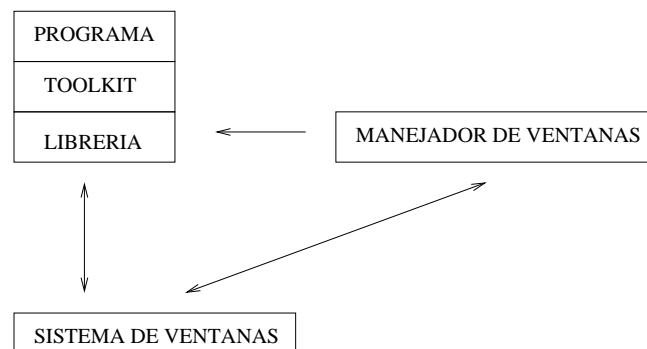 PROGRAMA
TOOLKIT
LIBRERIA
MANEJADOR DE VENTANAS
SISTEMA DE VENTANAS